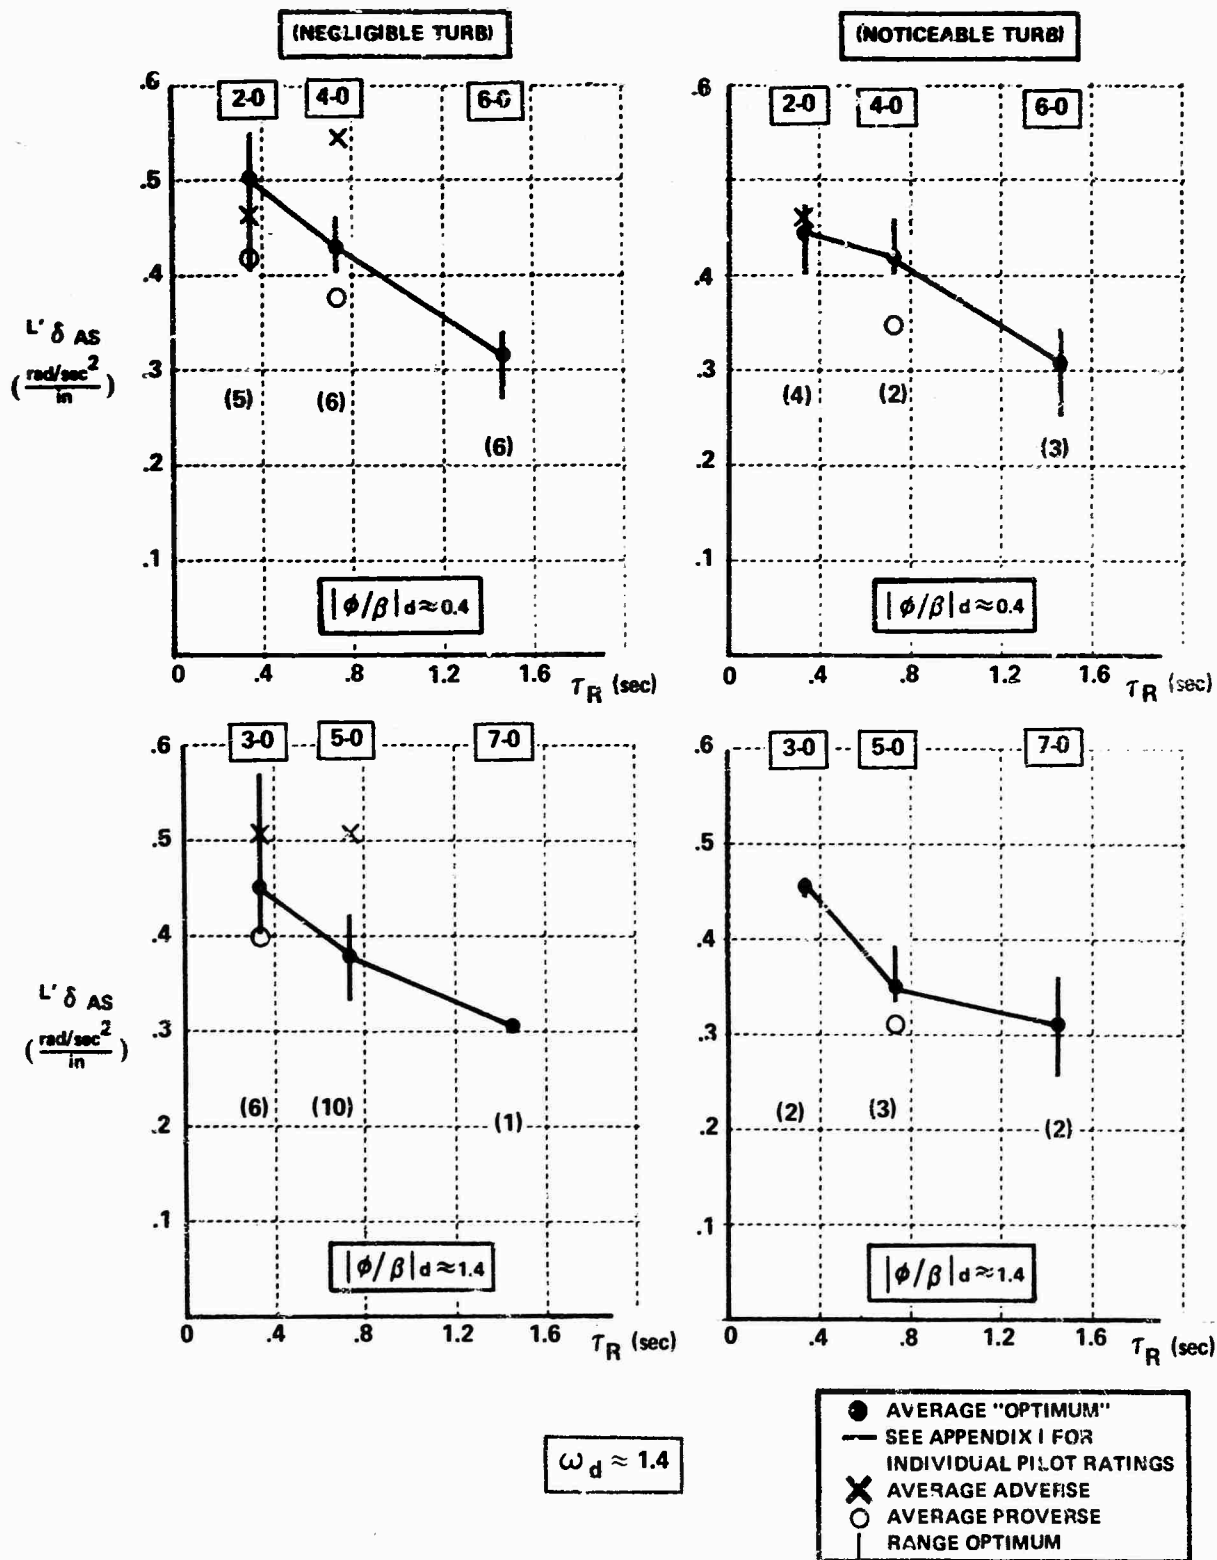 (NEGLIGIBLE TURB)
(NOTICEABLE TURB)
.6
.5
.4
.3
.2
.1
2-0
4-0
6-0
(5)
(6)
(6)
L' δ AS
(rad/sec²/in)
|φ/β| d ≈ 0.4
0 .4 .8 1.2 1.6
τR (sec)
.6
.5
.4
.3
.2
.1
2-0
4-0
6-0
(4)
(2)
(3)
|φ/β| d ≈ 0.4
0 .4 .8 1.2 1.6
τR (sec)
.6
.5
.4
.3
.2
.1
3-0
5-0
7-0
(6)
(10)
(1)
L' δ AS
(rad/sec²/in)
|φ/β| d ≈ 1.4
0 .4 .8 1.2 1.6
τR (sec)
.6
.5
.4
.3
.2
.1
3-0
5-0
7-0
(2)
(3)
(2)
|φ/β| d ≈ 1.4
0 .4 .8 1.2 1.6
τR (sec)
ωd ≈ 1.4
AVERAGE "OPTIMUM"
SEE APPENDIX I FOR
INDIVIDUAL PILOT RATINGS
AVERAGE ADVERSE
AVERAGE PROVERSE
RANGE OPTIMUM